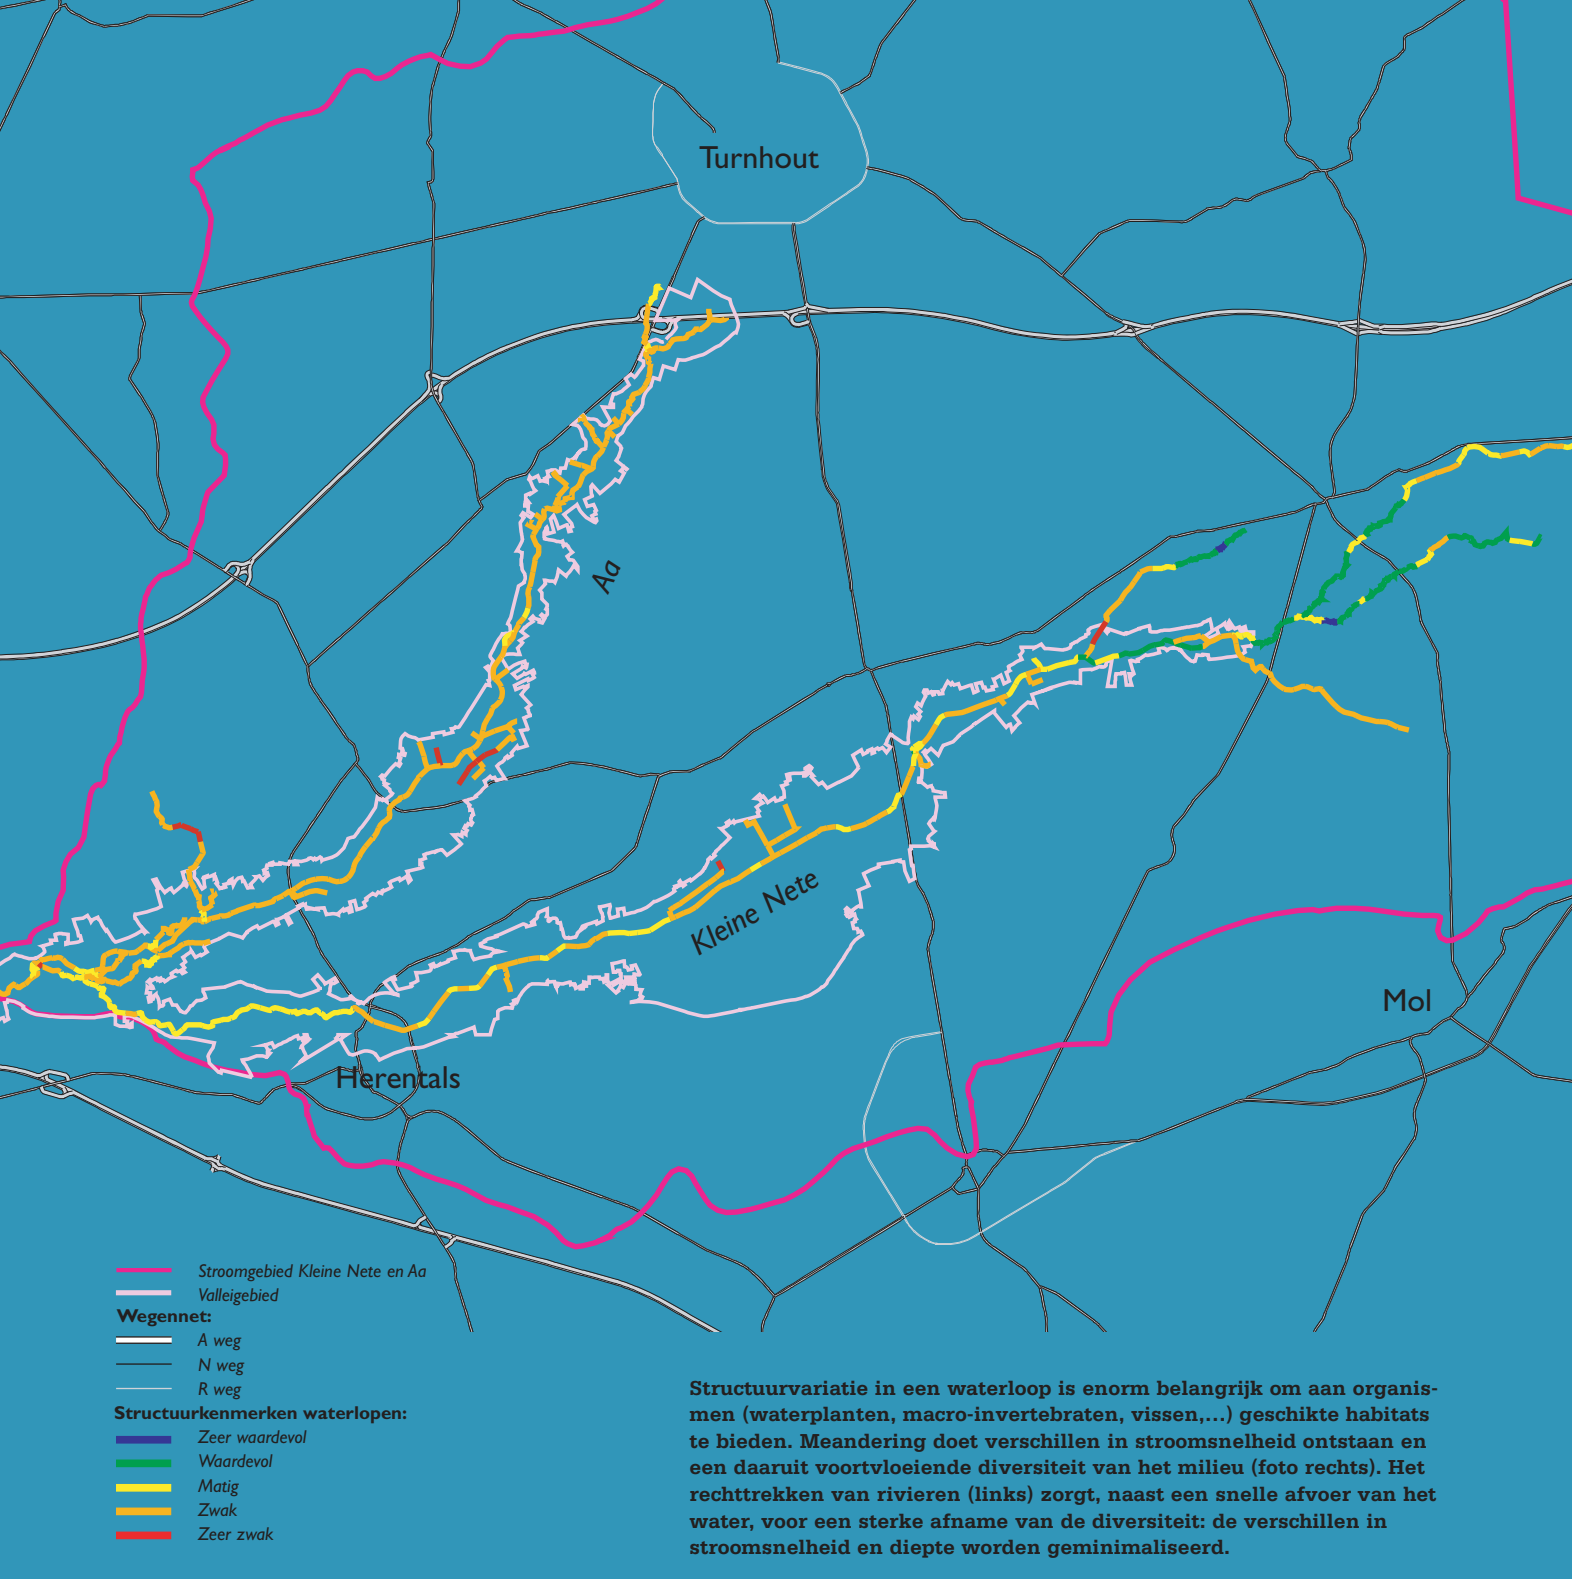 Turnhout
Aa
Kleine Nete
Mol
Herentals
Stroomgebied Kleine Nete en Aa
Valleigebied
Wegennet:
A weg
N weg
R weg
Structuurkenmerken waterlopen:
Zeer waardevol
Waardevol
Matig
Zwak
Zeer zwak
Structuurvariatie in een waterloop is enorm belangrijk om aan organis-
men (waterplanten, macro-invertebraten, vissen,...) geschikte habitats
te bieden. Meandering doet verschillen in stroomsnelheid ontstaan en
een daaruit voortvloeiende diversiteit van het milieu (foto rechts). Het
rechttrekken van rivieren (links) zorgt, naast een snelle afvoer van het
water, voor een sterke afname van de diversiteit: de verschillen in
stroomsnelheid en diepte worden geminimaliseerd.